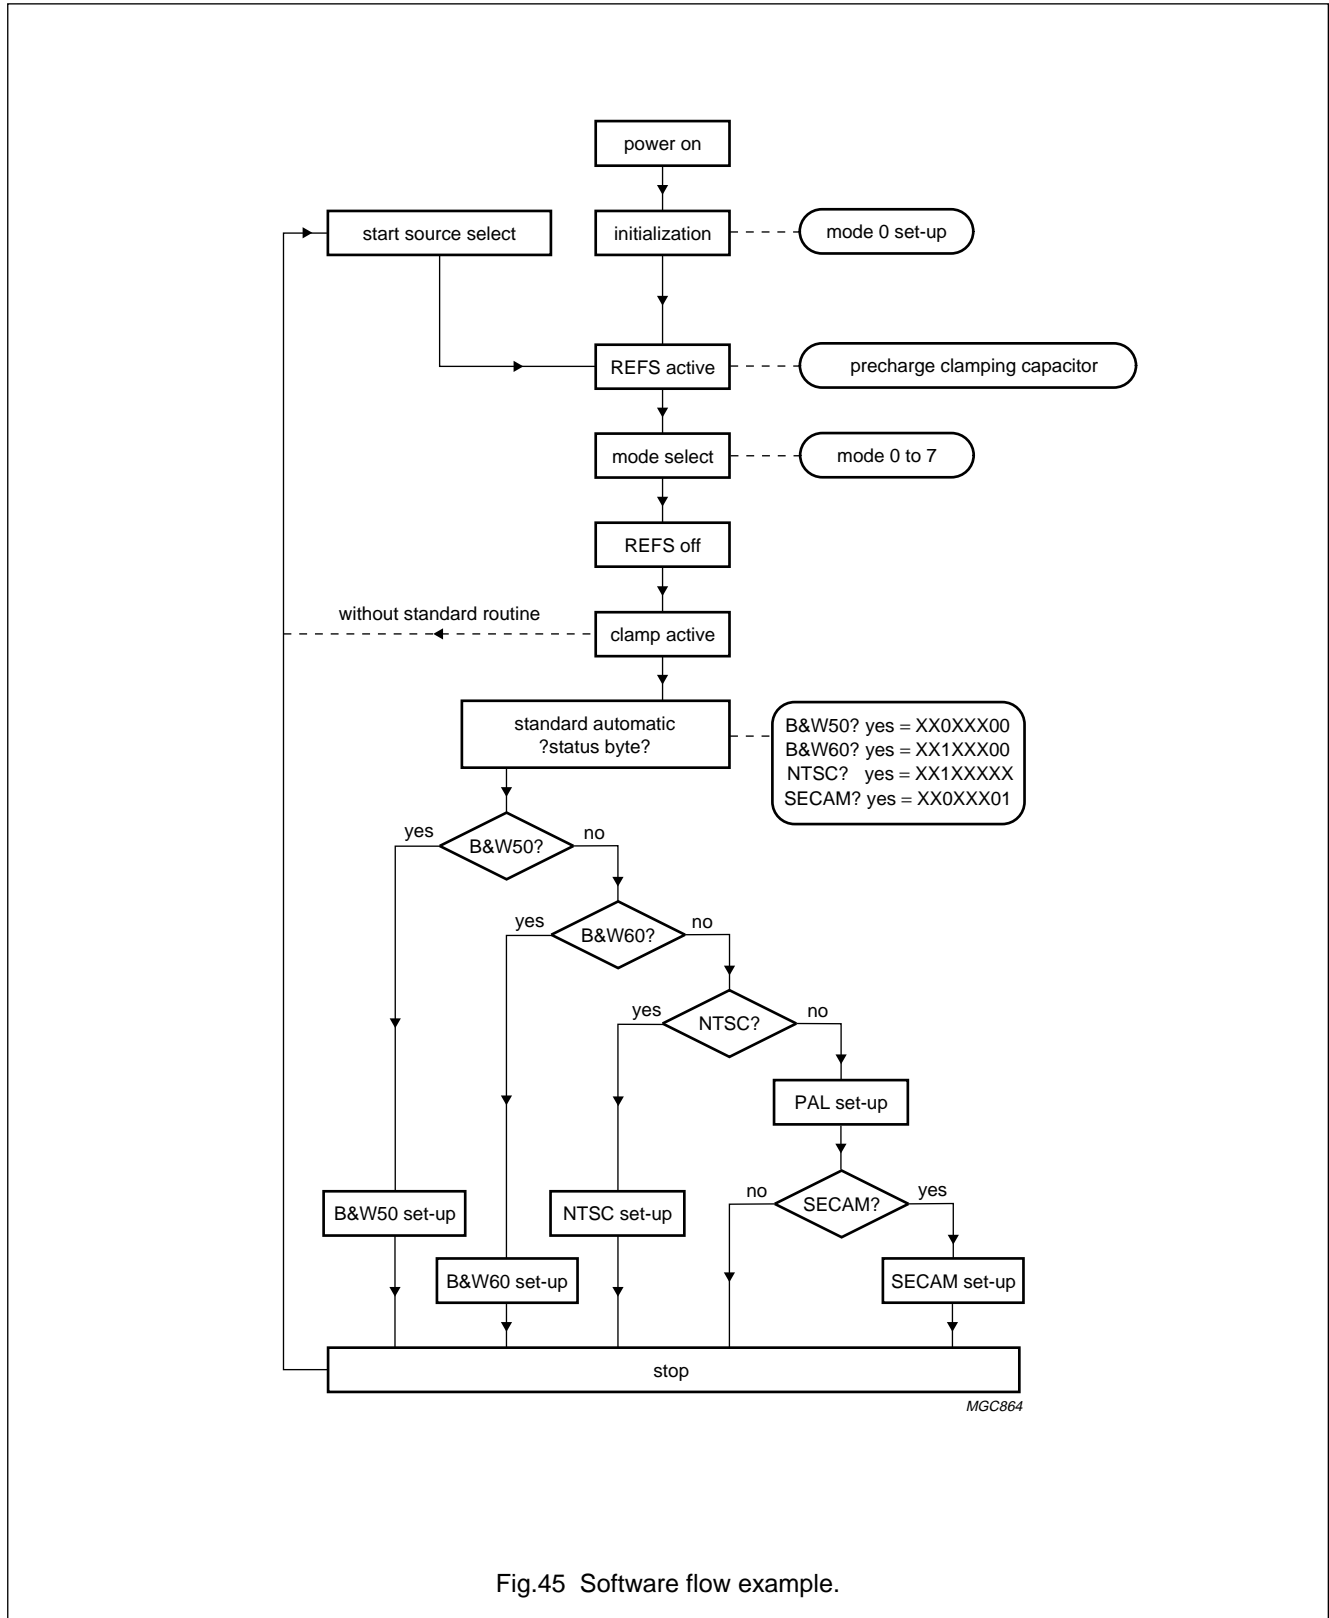 power on
start source select
initialization
mode 0 set-up
REFS active
precharge clamping capacitor
mode select
mode 0 to 7
REFS off
without standard routine
clamp active
standard automatic
?status byte?
B&W50? yes = XX0XXX00
B&W60? yes = XX1XXX00
NTSC? yes = XX1XXXXX
SECAM? yes = XX0XXX01
yes
B&W50?
no
yes
B&W60?
no
yes
NTSC?
no
PAL set-up
no
SECAM?
yes
B&W50 set-up
NTSC set-up
B&W60 set-up
SECAM set-up
stop
MGC864
Fig.45 Software flow example.